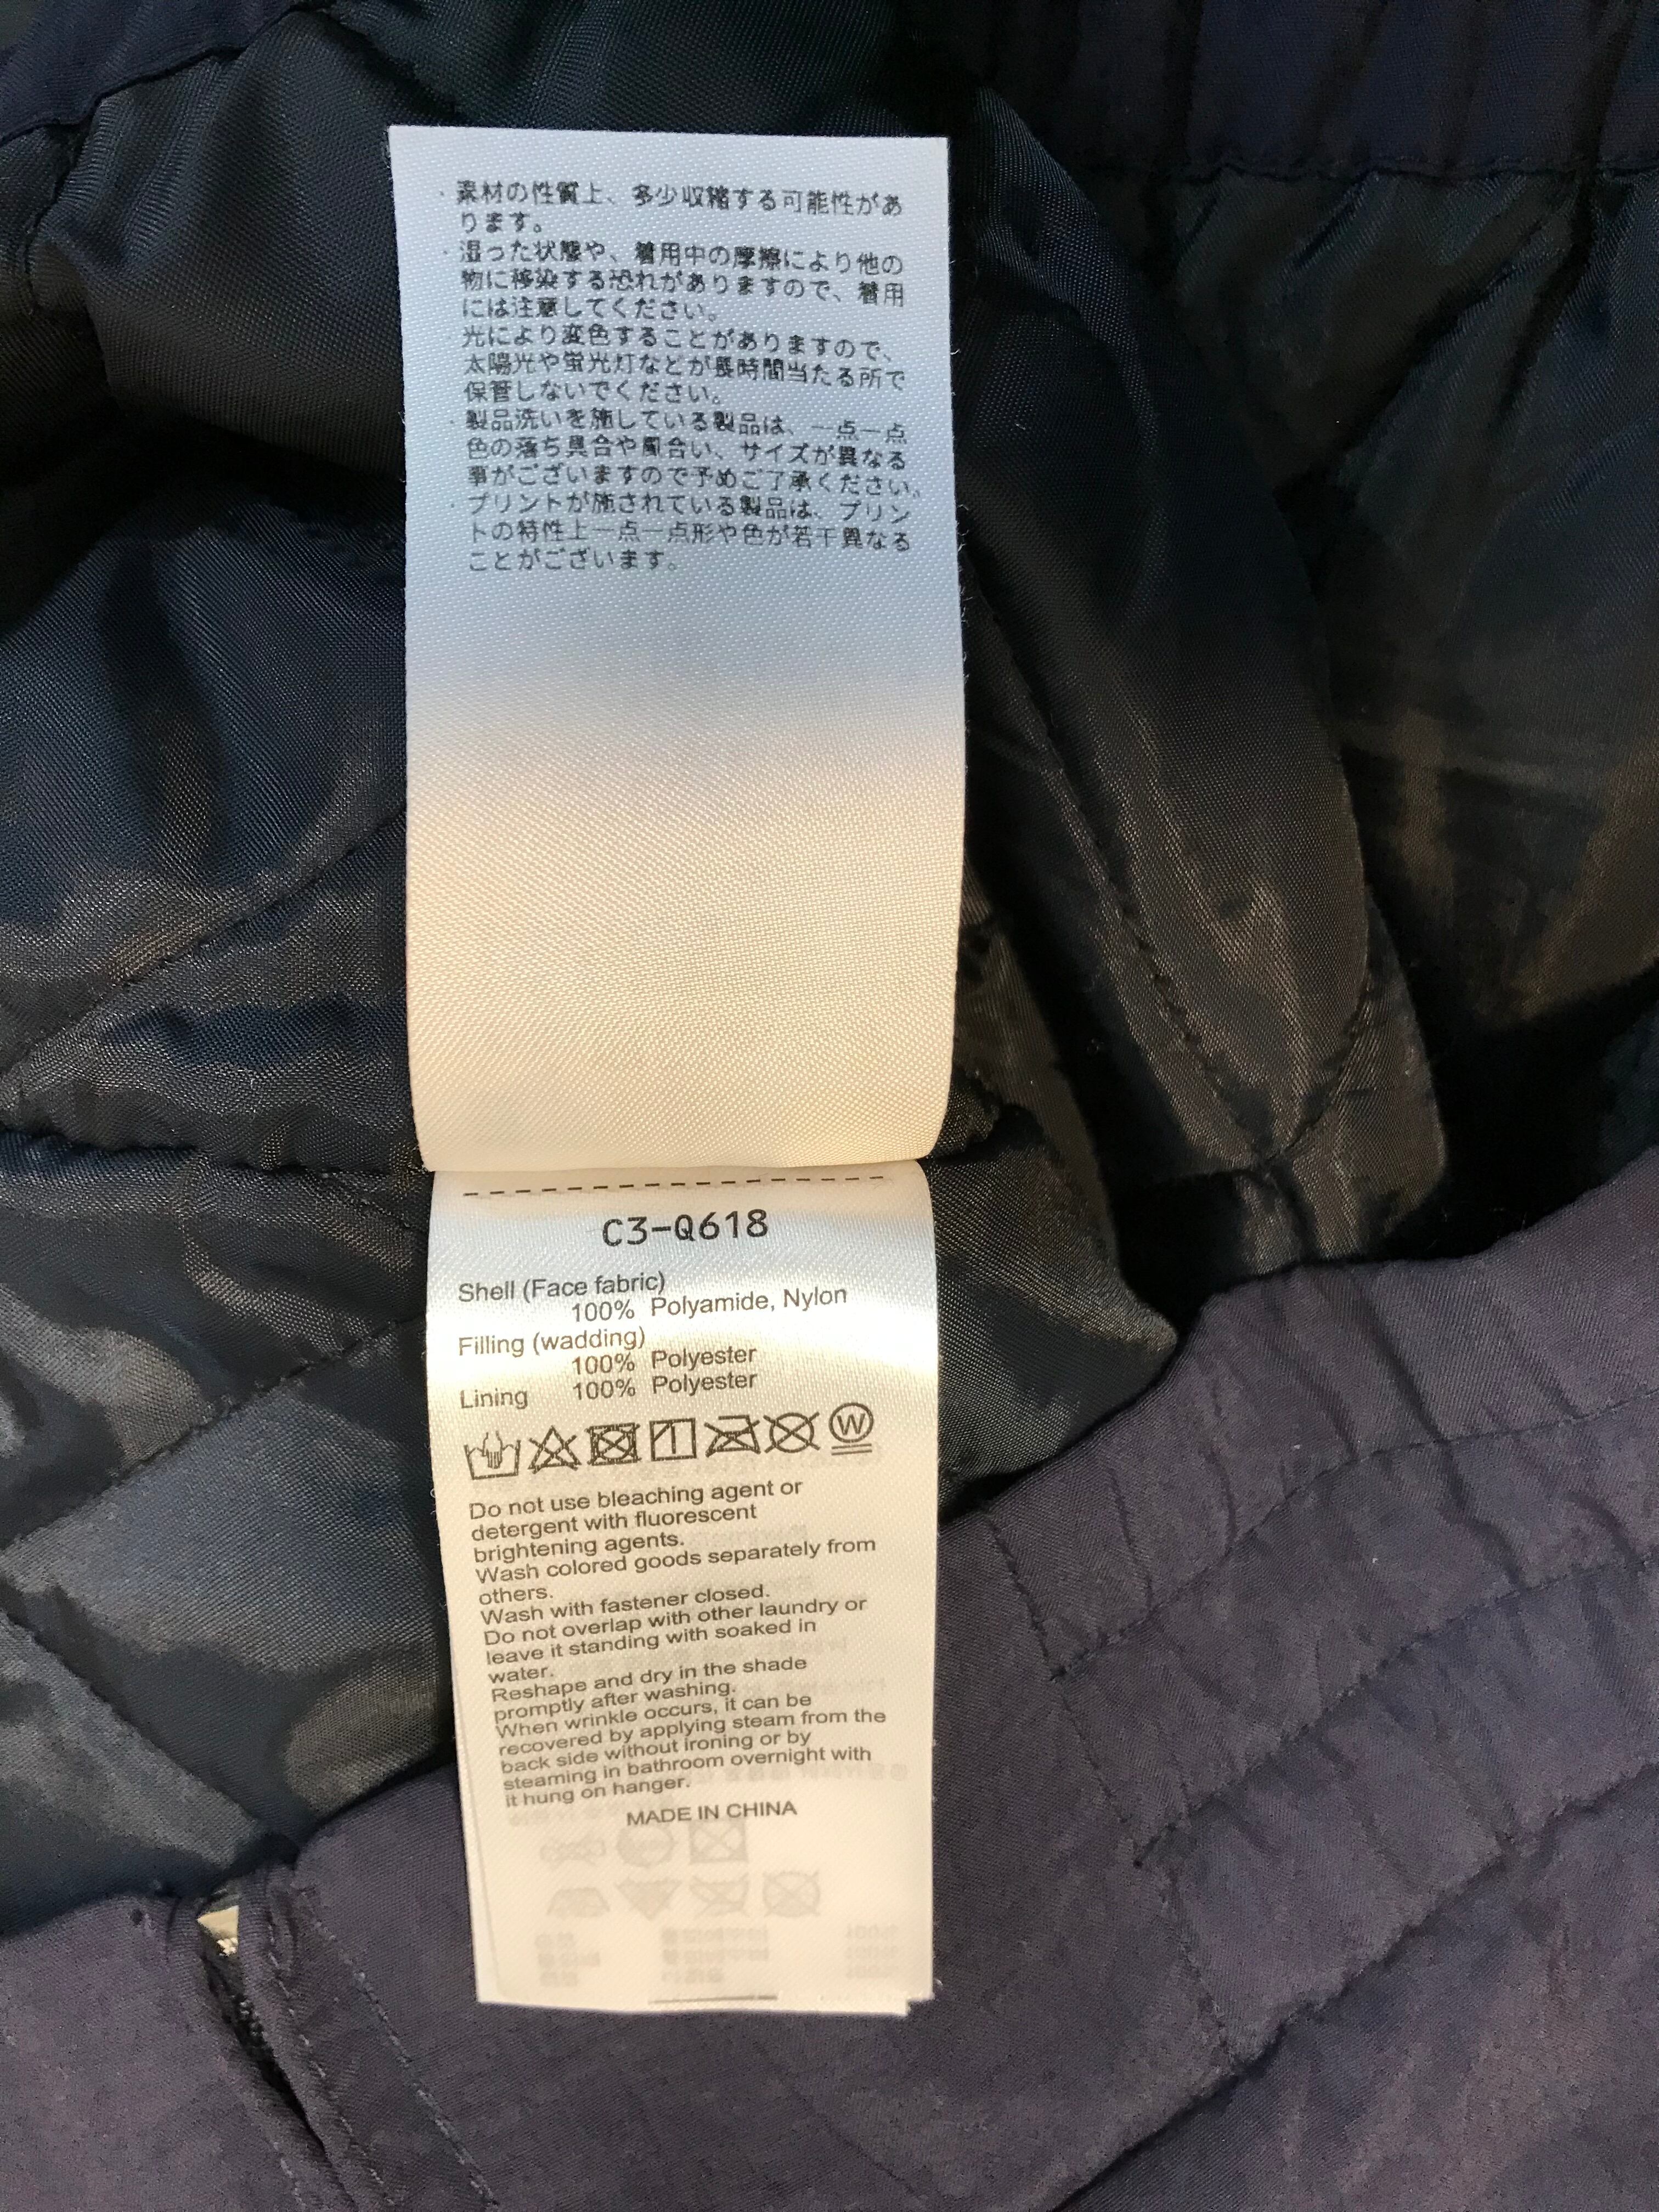 ・素材の性質上、多少収縮する可能性があ
ります。
・湿った状態や、着用中の摩擦により他の
物に移染する恐れがありますので、着用
には注意してください。
・光により変色することがありますので、
太陽光や蛍光灯などが長時間当たる所で
保管しないでください。
・製品洗いを施している製品は、一点一点
色の落ち具合や風合い、サイズが異なる
事がございますので予めご了承ください。
・プリントが施されている製品は、プリン
トの特性上一点一点形や色が若干異なる
ことがございます。
C3-Q618
Shell (Face fabric)
100% Polyamide, Nylon
Filling (wadding)
100% Polyester
Lining 100% Polyester
W
Do not use bleaching agent or
detergent with fluorescent
brightening agents.
Wash colored goods separately from
others.
Wash with fastener closed.
Do not overlap with other laundry or
leave it standing with soaked in
water.
Reshape and dry in the shade
promptly after washing.
When wrinkle occurs, it can be
recovered by applying steam from the
back side without ironing or by
steaming in bathroom overnight with
it hung on hanger.
MADE IN CHINA